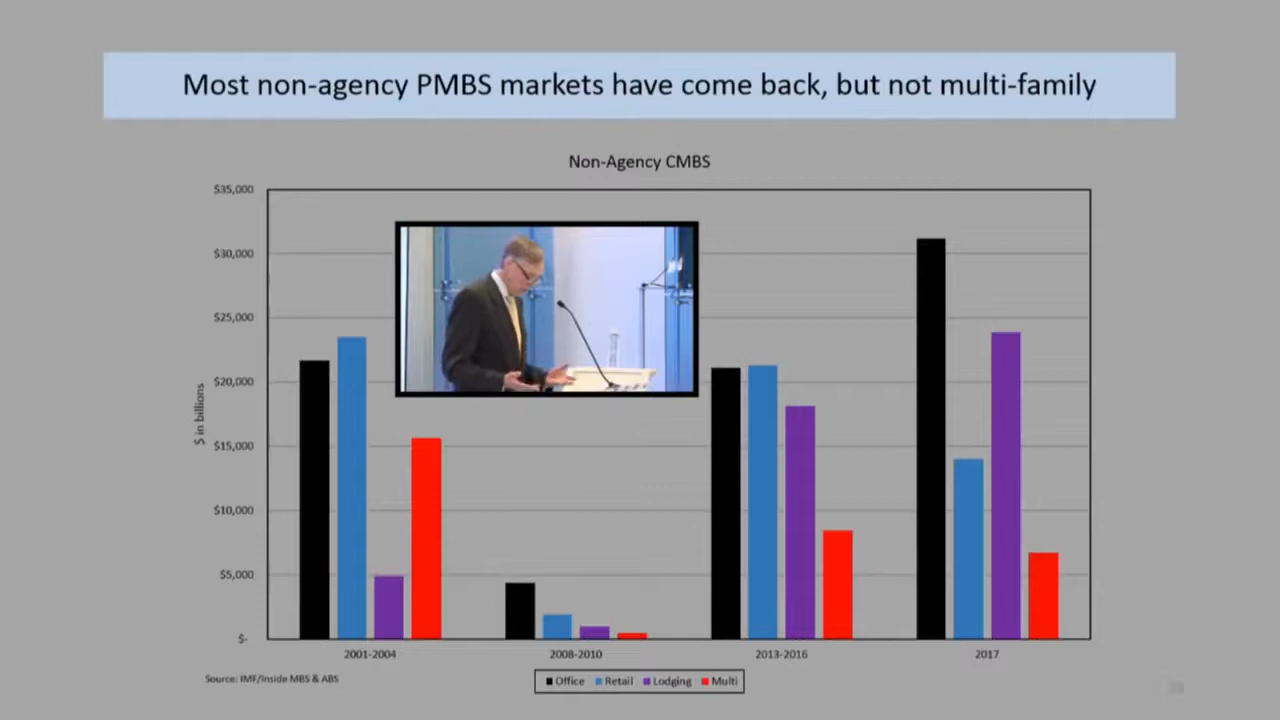 Most non-agency PMBS markets have come back, but not multi-family
Non-Agency CMBS
$35,000
$30,000
$25,000
$20,000
$15,000
$10,000
$5,000
$-
$ in billions
2001-2004 2008-2010 2013-2016 2017
Source: IMF/Inside MBS & ABS
Office Retail Lodging Multi